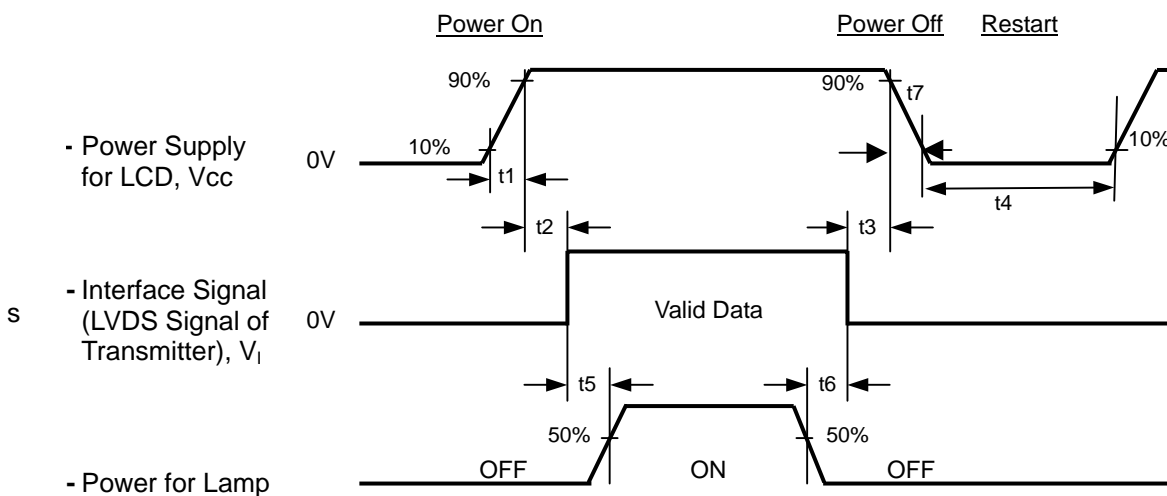 Power On
Power Off
Restart
90%
90%
t7
- Power Supply
for LCD, Vcc
0V
10%
10%
t1
t4
t2
t3
s
- Interface Signal
(LVDS Signal of
Transmitter), VI
0V
Valid Data
t5
t6
50%
50%
- Power for Lamp
OFF
ON
OFF